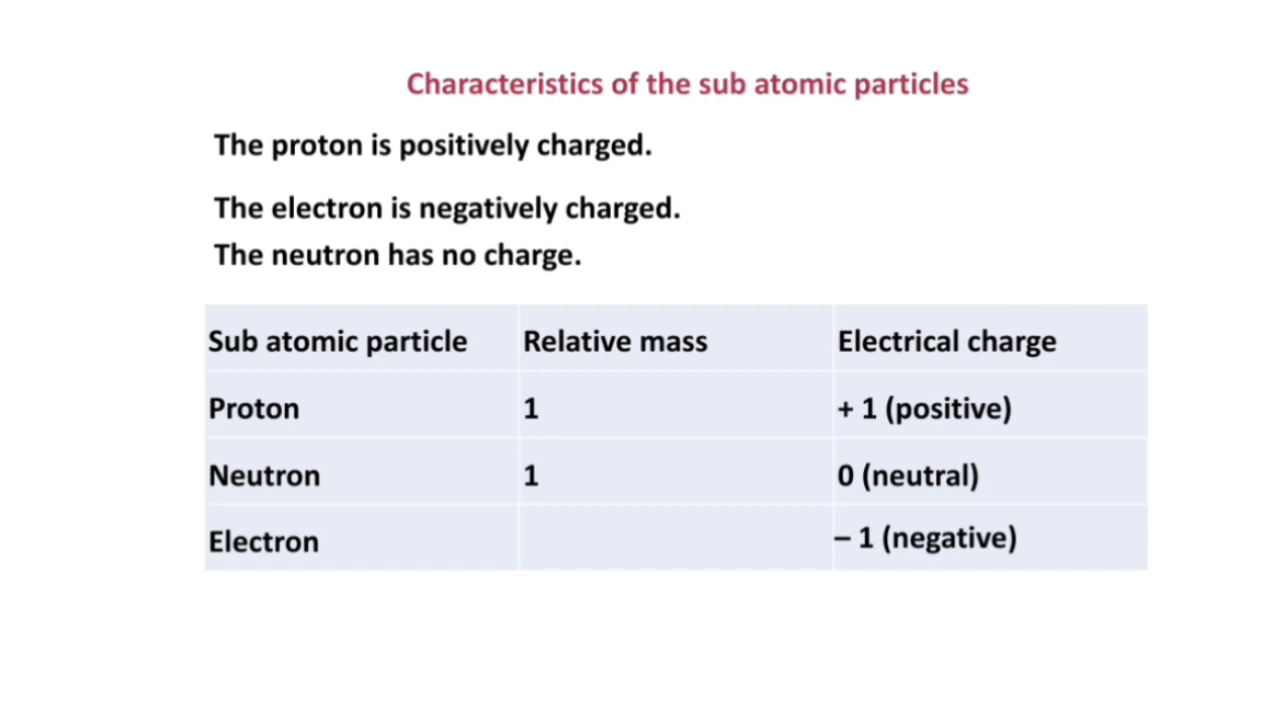 Characteristics of the sub atomic particles
The proton is positively charged.
The electron is negatively charged.
The neutron has no charge.
Sub atomic particle Relative mass Electrical charge
Proton 1 + 1 (positive)
Neutron 1 0 (neutral)
Electron – 1 (negative)